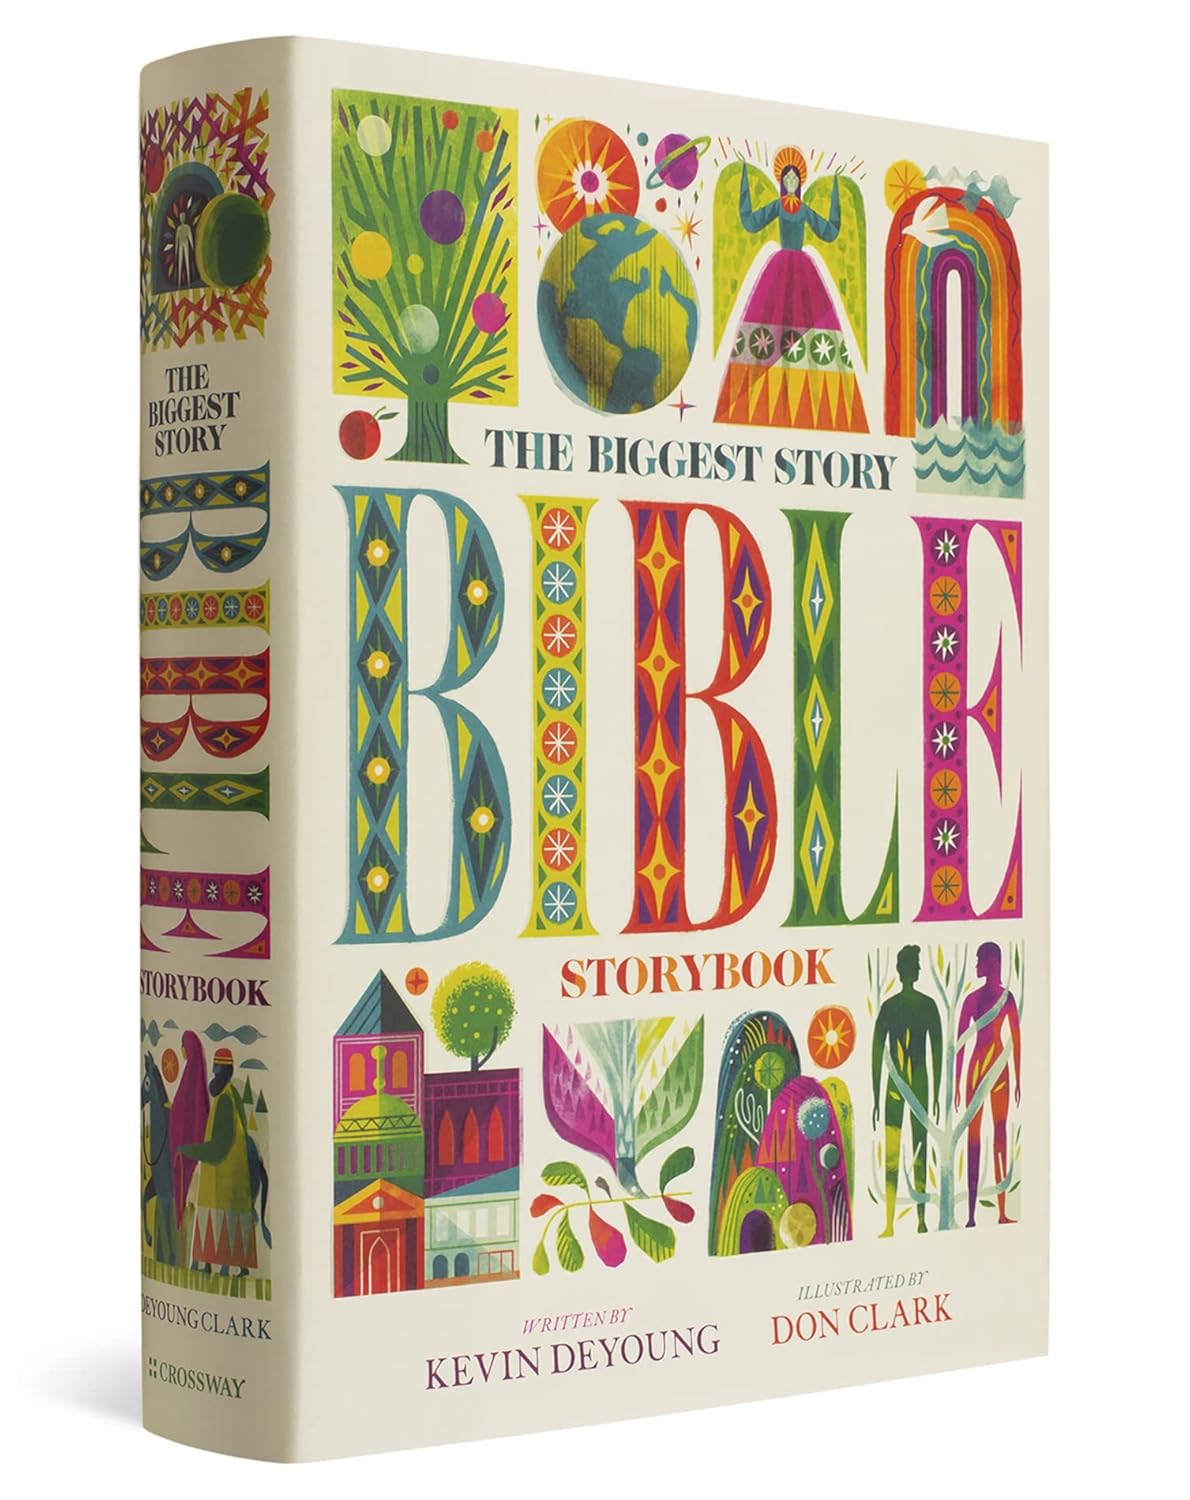 THE
BIGGEST
STORY
BIBLE
STORYBOOK
DEYOUNG CLARK
CROSSWAY
THE BIGGEST STORY
BIBLE
STORYBOOK
WRITTEN BY
KEVIN DEYOUNG
ILLUSTRATED BY
DON CLARK